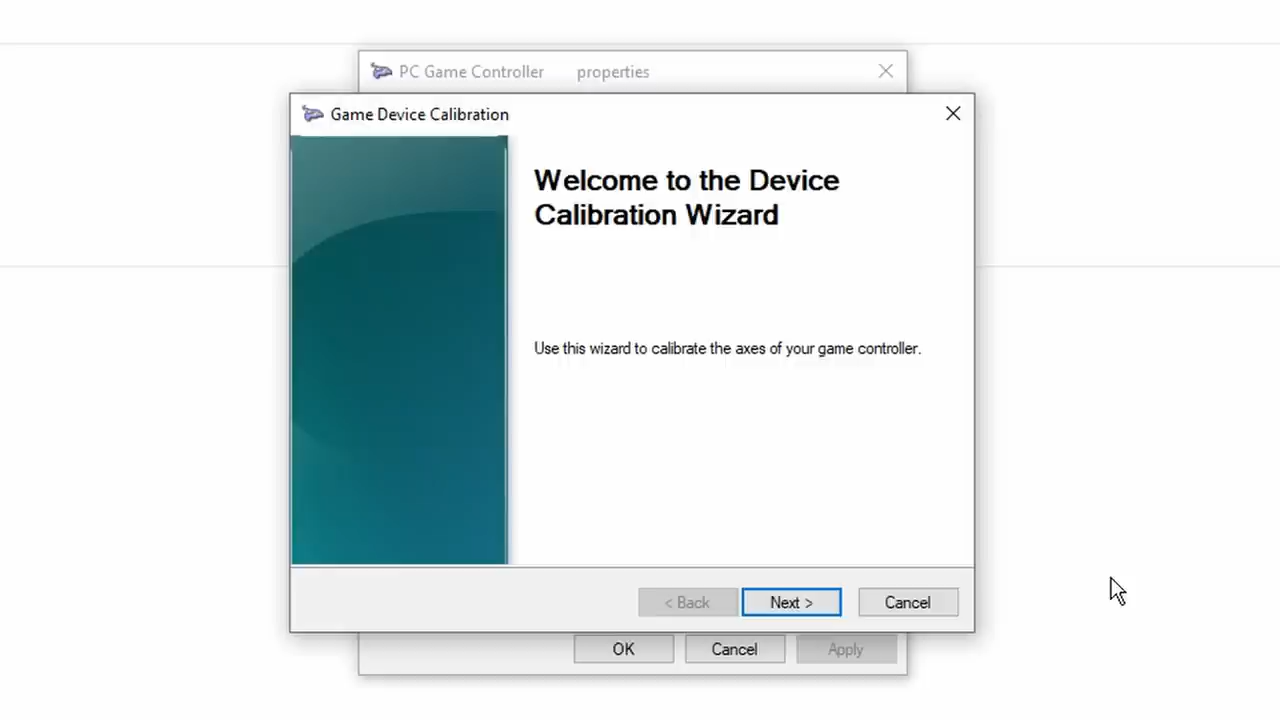 PC Game Controller properties
Game Device Calibration
Welcome to the Device
Calibration Wizard
Use this wizard to calibrate the axes of your game controller.
< Back
Next >
Cancel
OK
Cancel
Apply